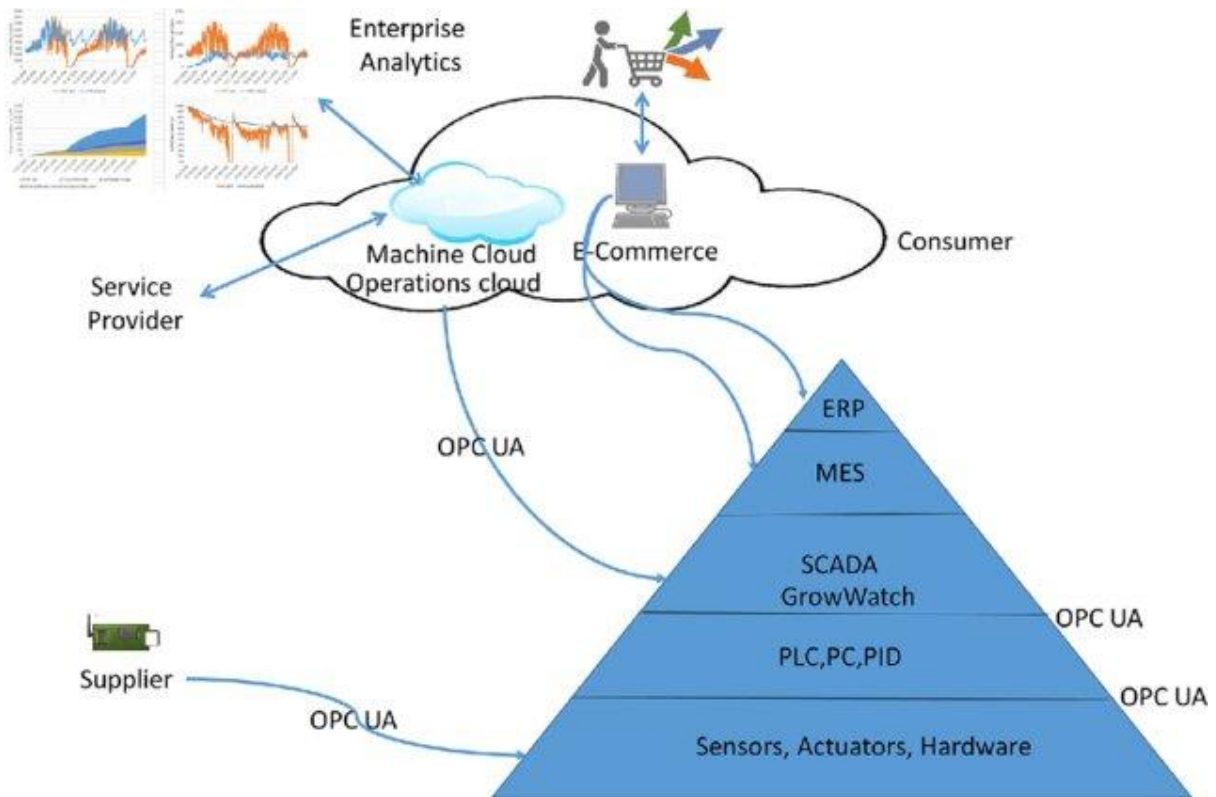 Enterprise
Analytics
Machine Cloud
Operations cloud
E-Commerce
Consumer
Service
Provider
ERP
OPC UA
MES
SCADA
GrowWatch
OPC UA
PLC,PC,PID
Supplier
OPC UA
OPC UA
Sensors, Actuators, Hardware